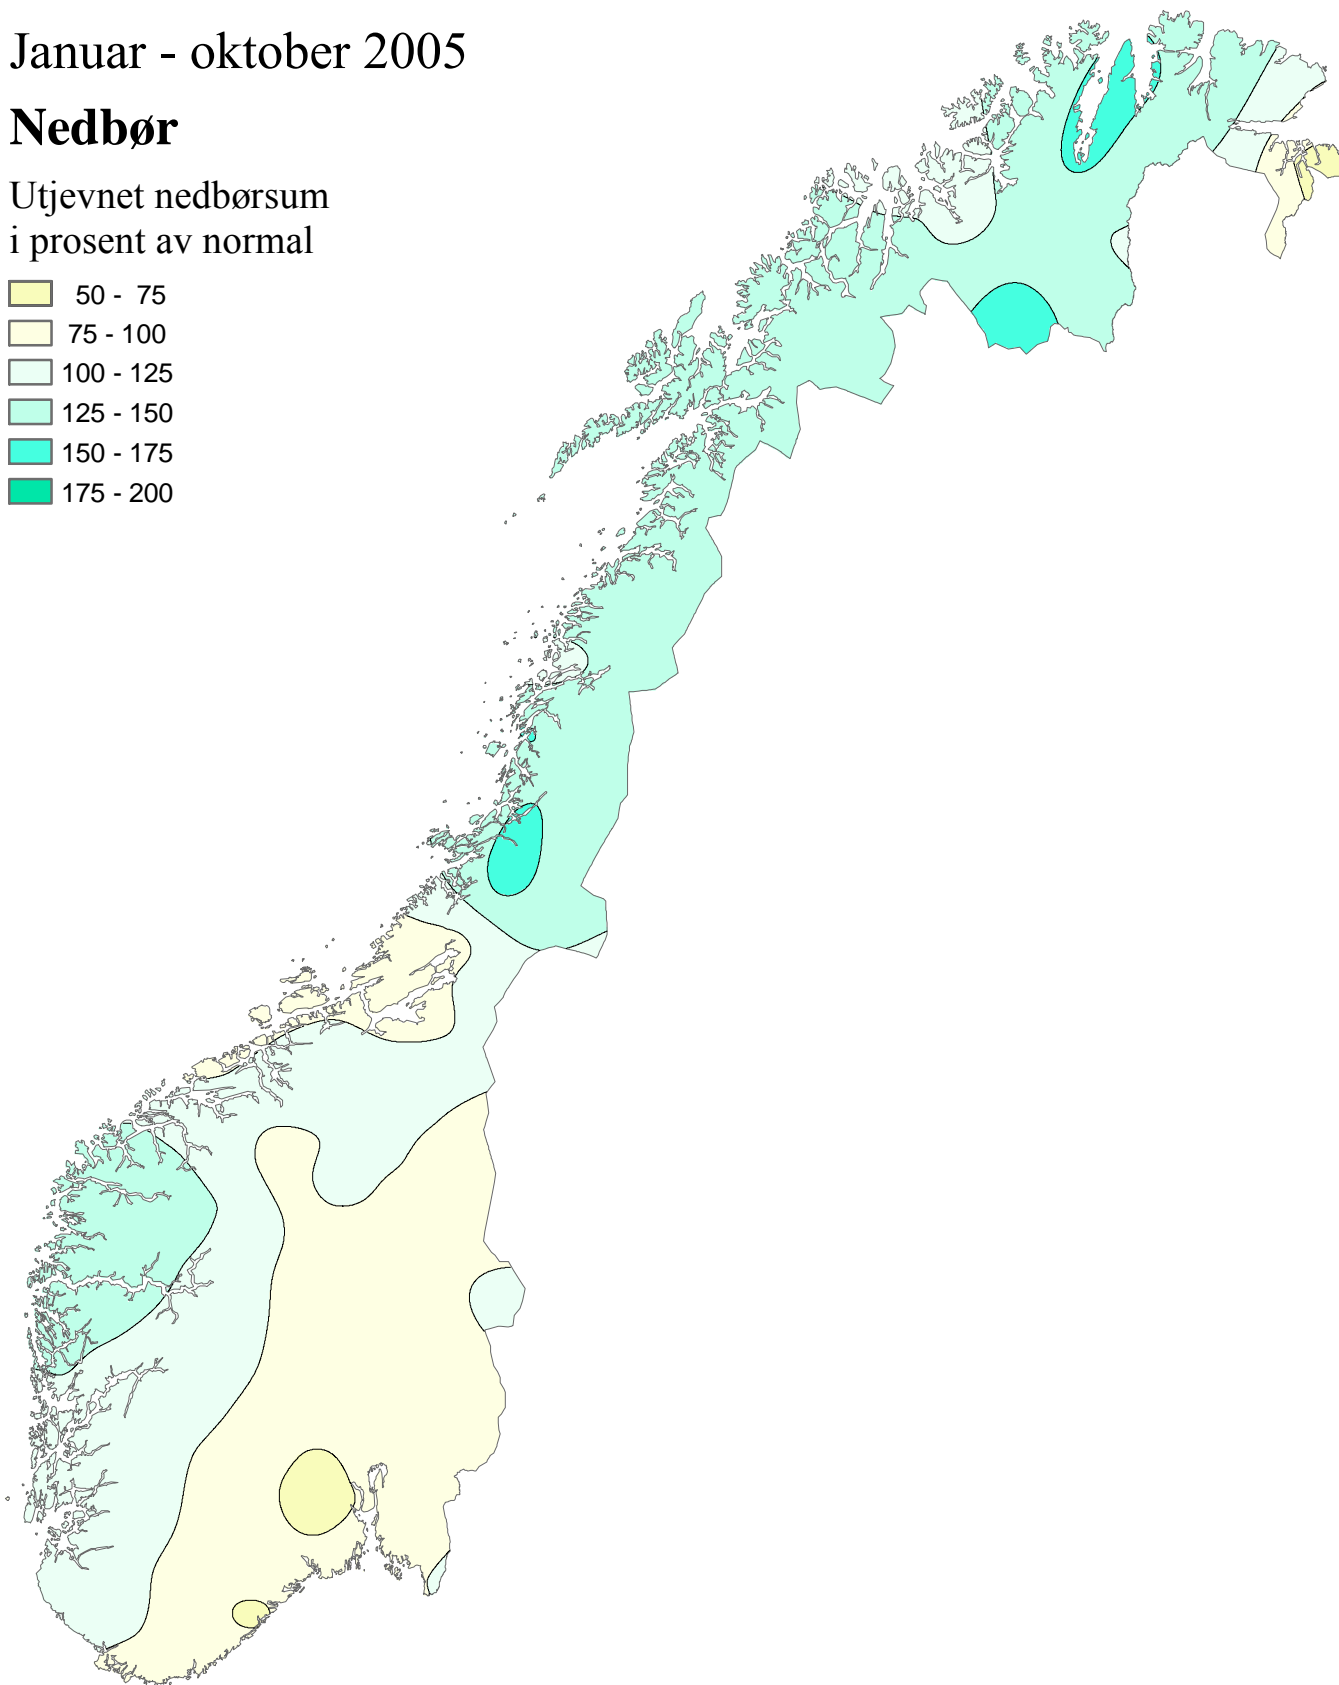 Januar - oktober 2005
Nedbør
Utjevnet nedbørsum
i prosent av normal
50 - 75
75 - 100
100 - 125
125 - 150
150 - 175
175 - 200